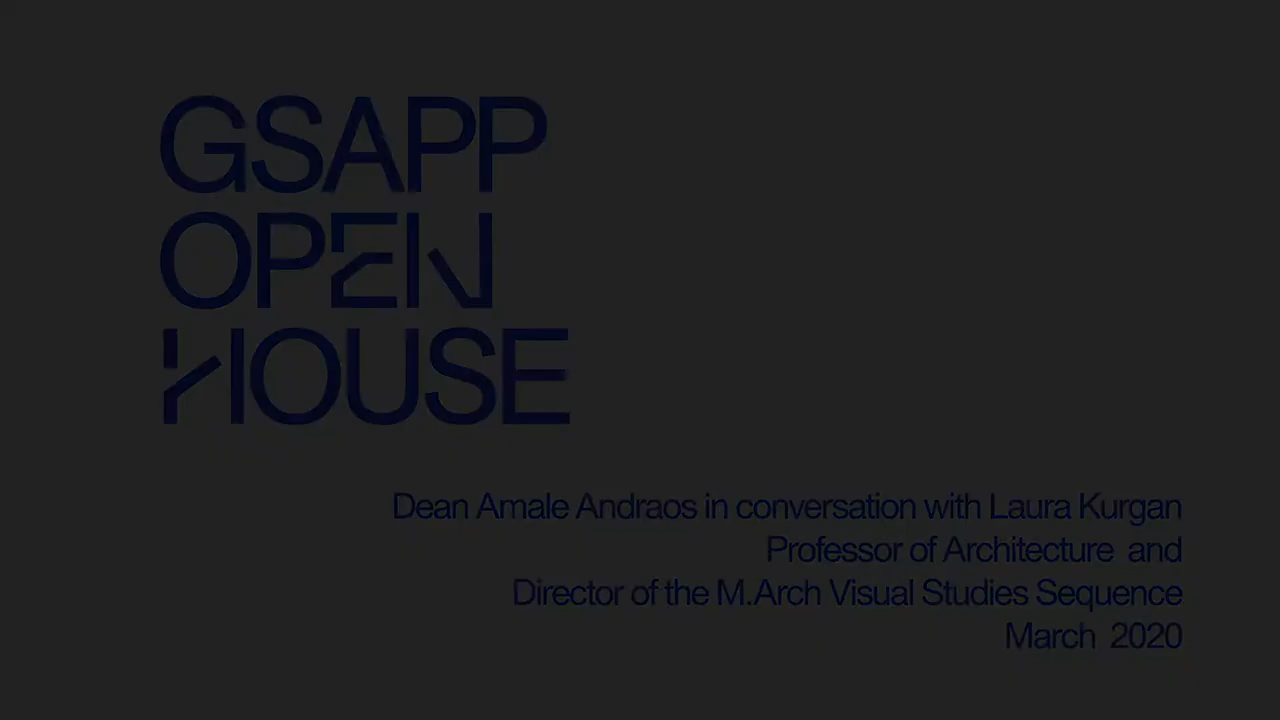 GSAPP
OPEN
HOUSE
Dean Amale Andraos in conversation with Laura Kurgan
Professor of Architecture and
Director of the M.Arch Visual Studies Sequence
March 2020